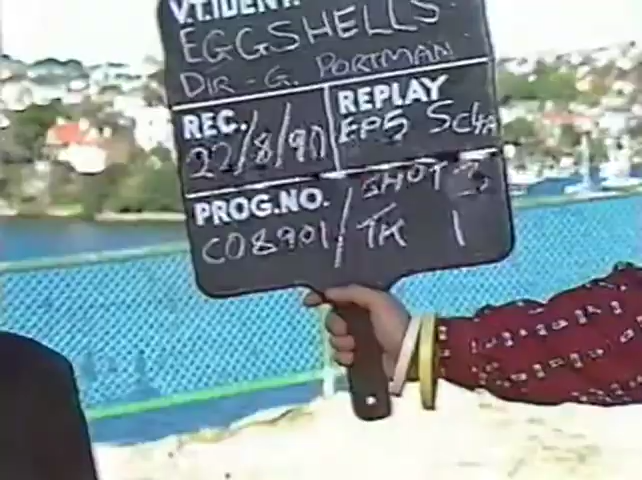 V.T.IDENT.
EGGSHELLS
DIR - G. PORTMAN
REC.
22/8/90
REPLAY
EP5 Sc4A
PROG.NO.
C08901
SHOT 3
TK 1